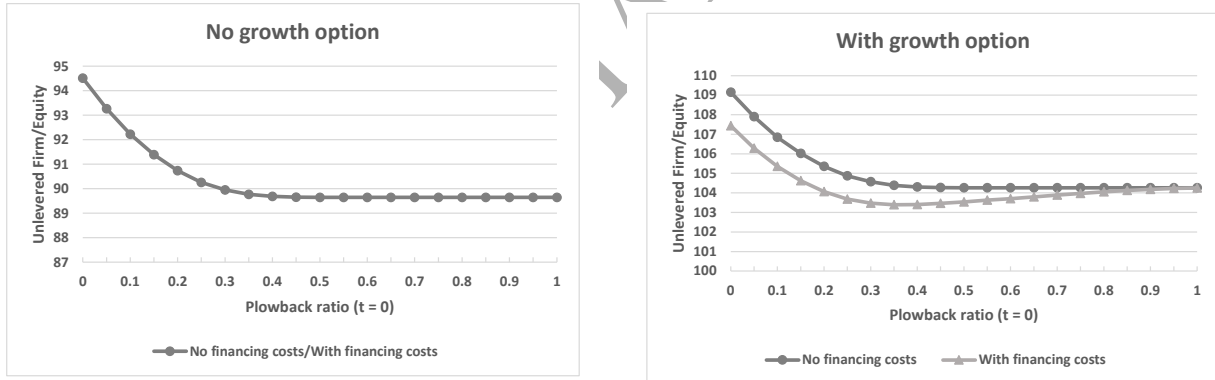 No growth option
Unlevered Firm/Equity
95
94
93
92
91
90
89
88
87
0 0.1 0.2 0.3 0.4 0.5 0.6 0.7 0.8 0.9 1
Plowback ratio (t = 0)
No financing costs/With financing costs
With growth option
Unlevered Firm/Equity
110
109
108
107
106
105
104
103
102
101
100
0 0.1 0.2 0.3 0.4 0.5 0.6 0.7 0.8 0.9 1
Plowback ratio (t = 0)
No financing costs With financing costs